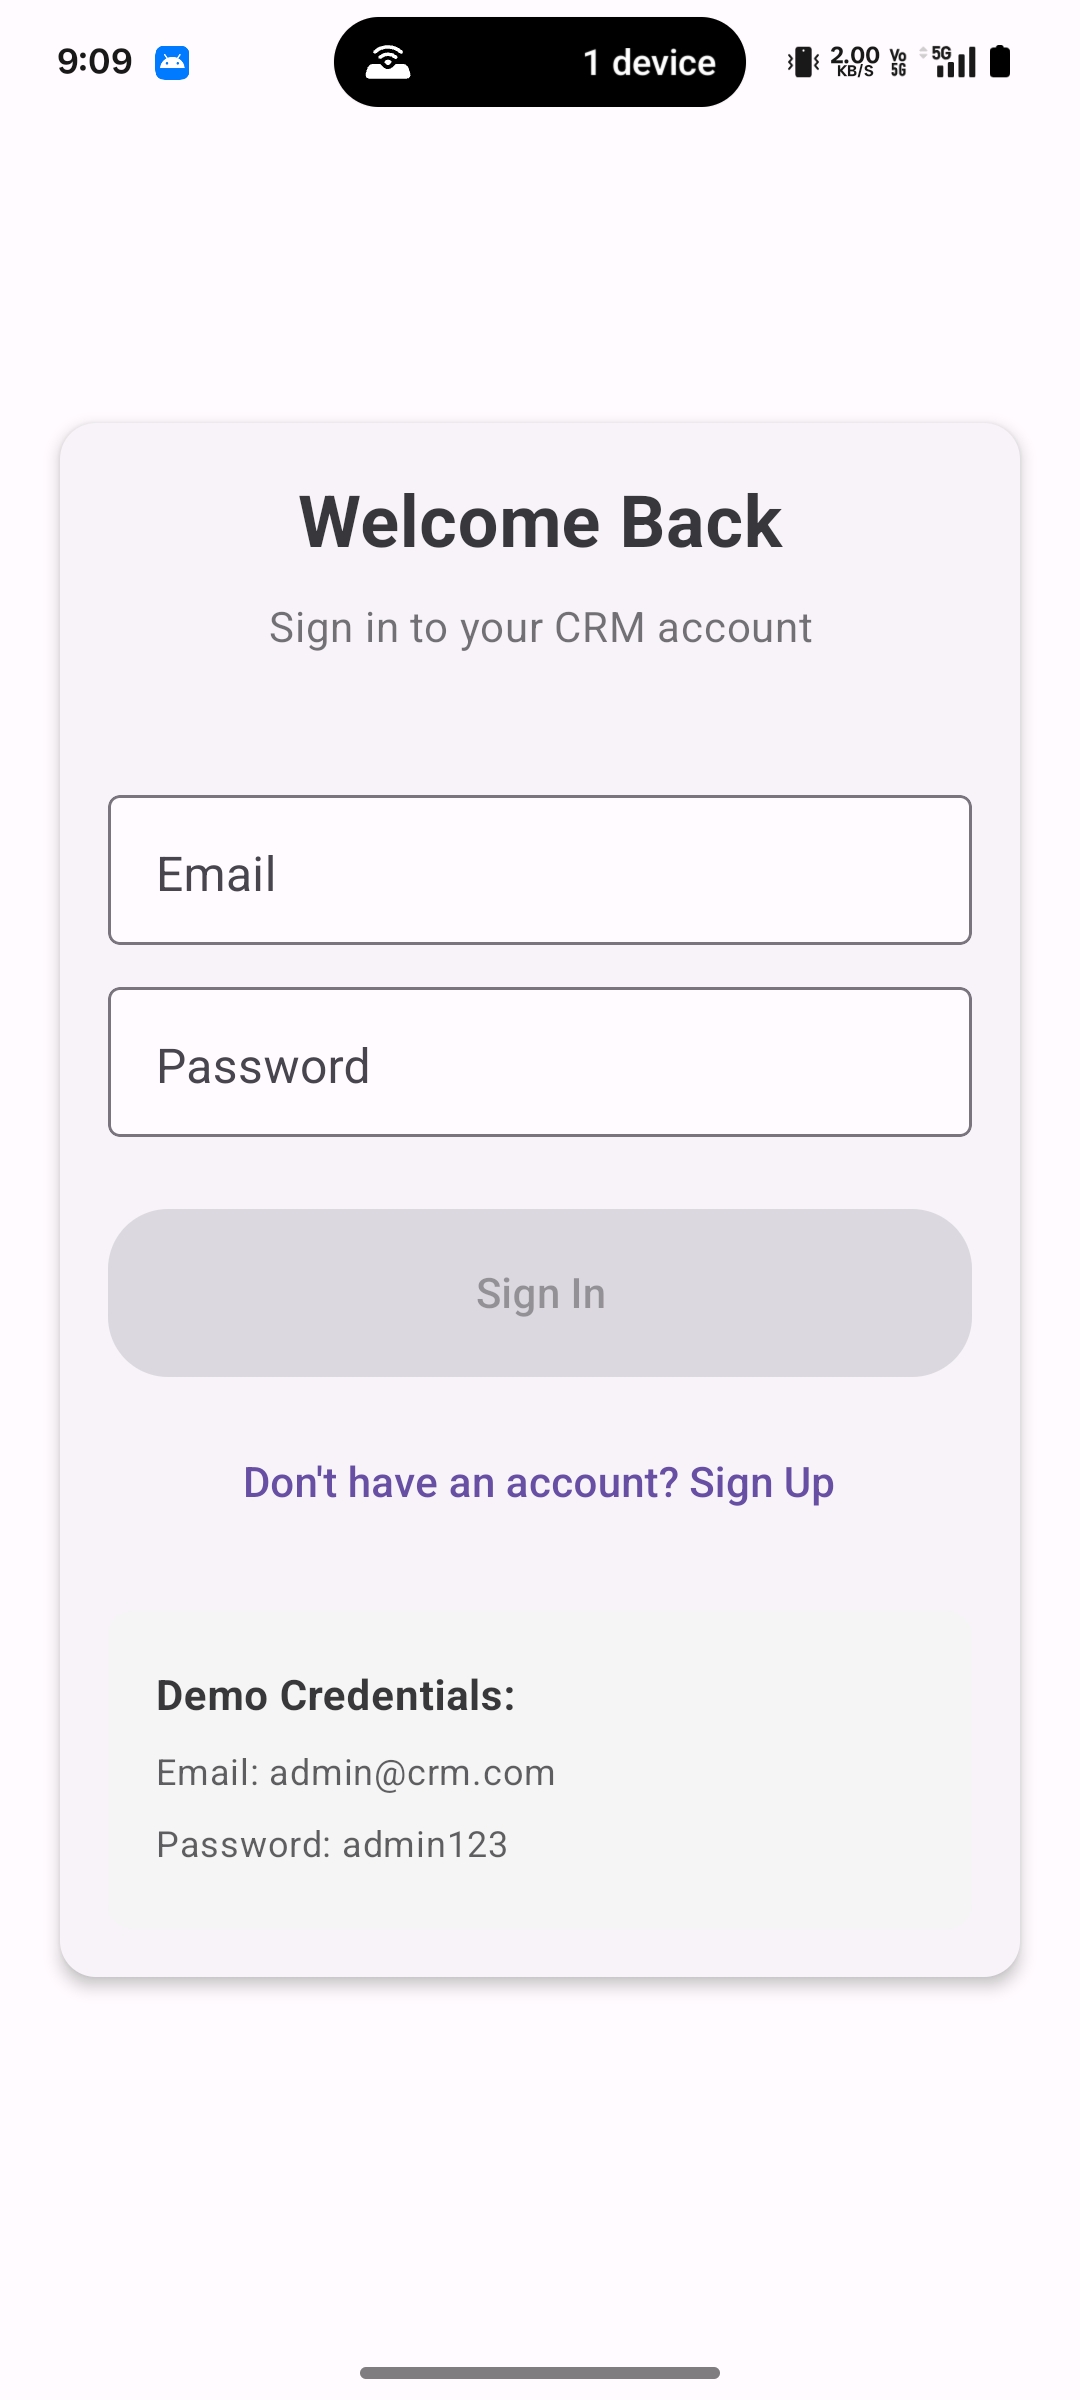 9:09
1 device
2.00
KB/S
Vo
5G
5G
Welcome Back
Sign in to your CRM account
Email
Password
Sign In
Don't have an account? Sign Up
Demo Credentials:
Email: admin@crm.com
Password: admin123